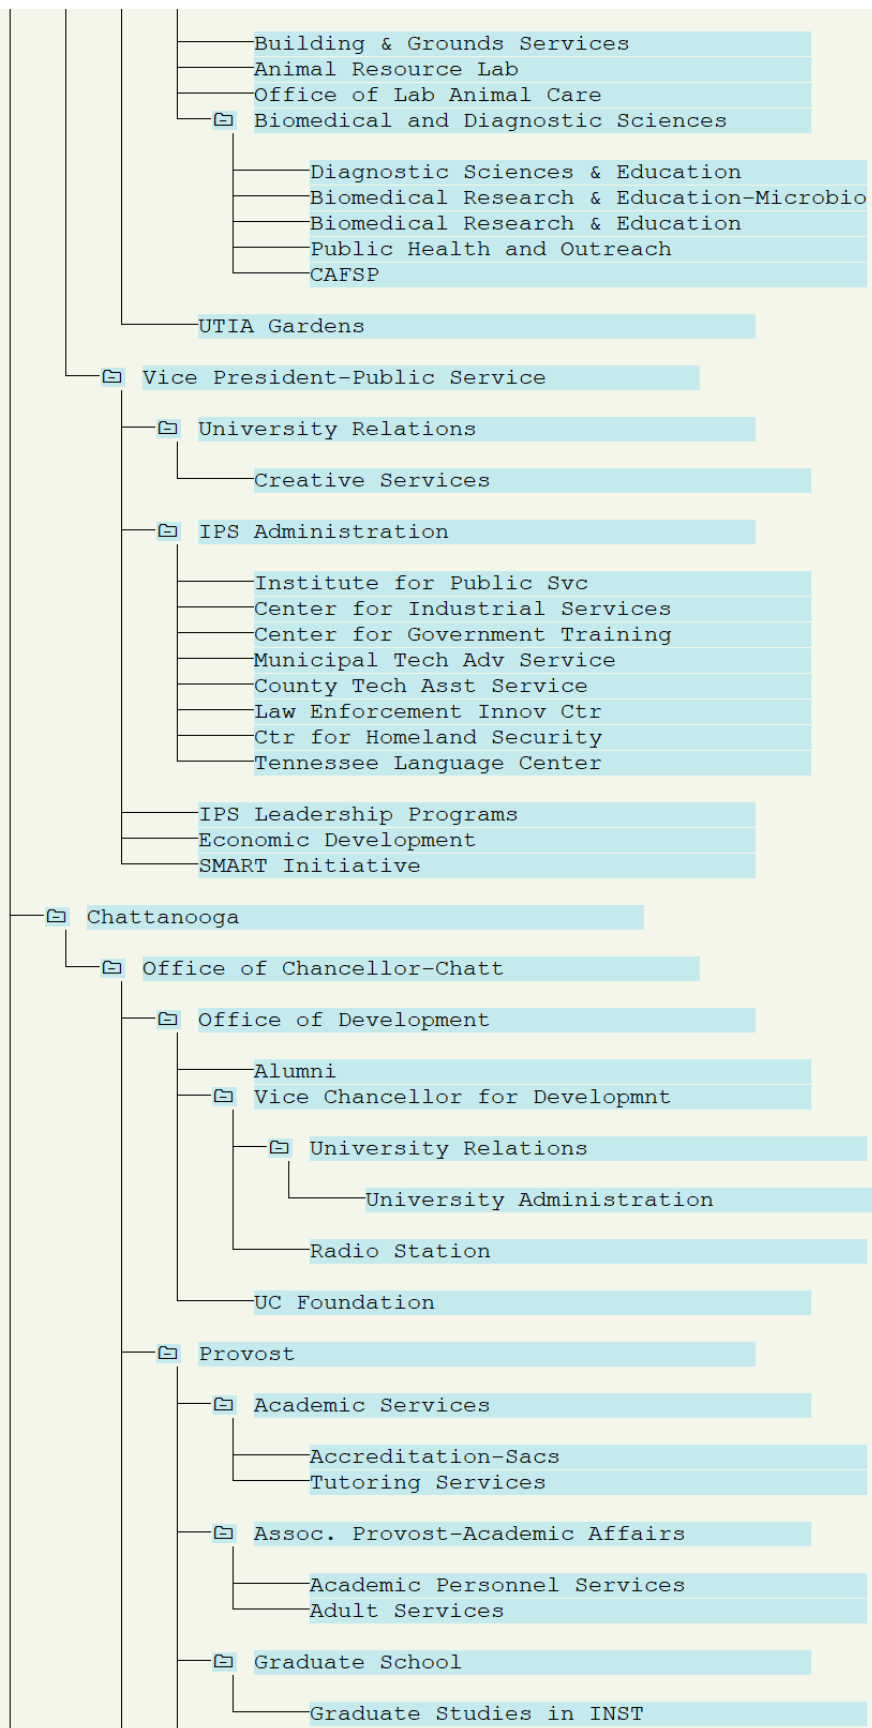 Building & Grounds Services
Animal Resource Lab
Office of Lab Animal Care
Biomedical and Diagnostic Sciences
Diagnostic Sciences & Education
Biomedical Research & Education-Microbio
Biomedical Research & Education
Public Health and Outreach
CAFSP
UTIA Gardens
Vice President-Public Service
University Relations
Creative Services
IPS Administration
Institute for Public Svc
Center for Industrial Services
Center for Government Training
Municipal Tech Adv Service
County Tech Asst Service
Law Enforcement Innov Ctr
Ctr for Homeland Security
Tennessee Language Center
IPS Leadership Programs
Economic Development
SMART Initiative
Chattanooga
Office of Chancellor-Chatt
Office of Development
Alumni
Vice Chancellor for Developmnt
University Relations
University Administration
Radio Station
UC Foundation
Provost
Academic Services
Accreditation-Sacs
Tutoring Services
Assoc. Provost-Academic Affairs
Academic Personnel Services
Adult Services
Graduate School
Graduate Studies in INST